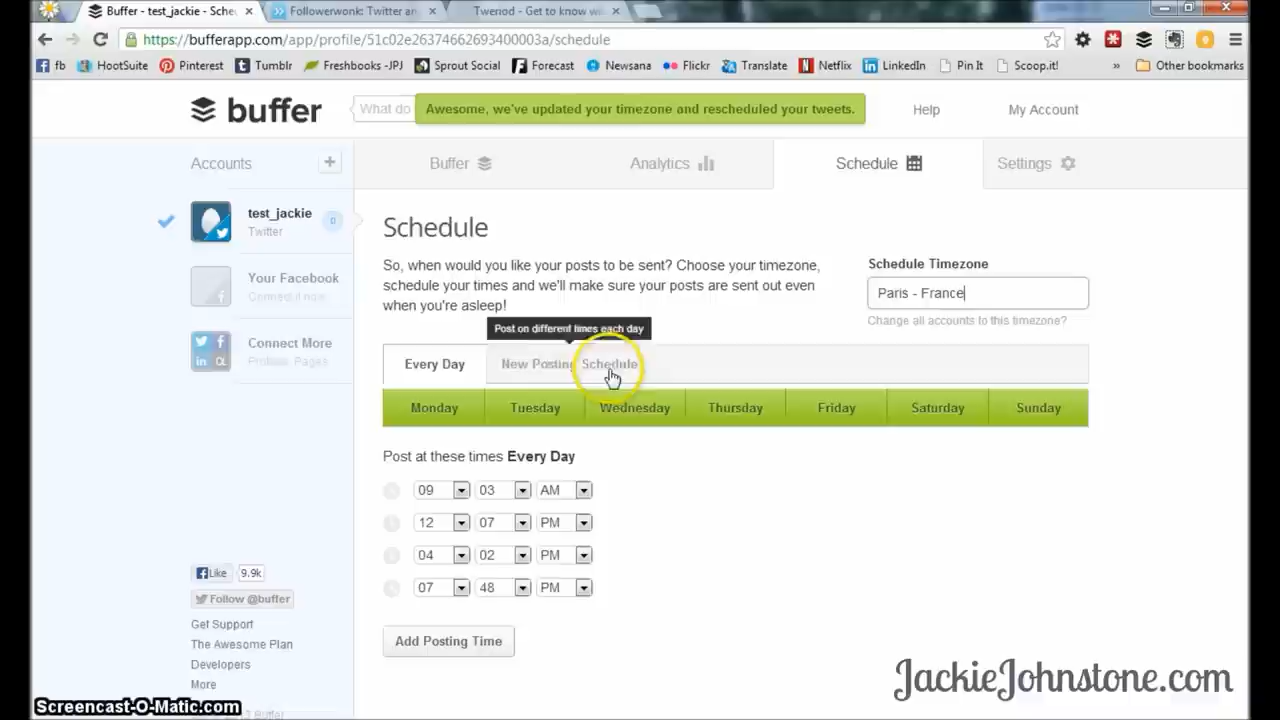 Buffer - test_jackie - Sche
Followerwonk: Twitter an
Twenod - Get to know w
https://bufferapp.com/app/profile/51c02e26374662693400003a/schedule
fb
HootSuite
Pinterest
Tumblr
Freshbooks -JPJ
Sprout Social
Forecast
Newsana
Flickr
Translate
Netflix
LinkedIn
Pin It
Scoop.it!
»
Other bookmarks
buffer
What do
Awesome, we've updated your timezone and rescheduled your tweets.
Help
My Account
Accounts
+
Buffer
Analytics
Schedule
Settings
test_jackie
Twitter
0
Your Facebook
Connect it now
Connect More
Profiles, Pages
Schedule
So, when would you like your posts to be sent? Choose your timezone,
schedule your times and we'll make sure your posts are sent out even
when you're asleep!
Schedule Timezone
Paris - France
Change all accounts to this timezone?
Post on different times each day
Every Day
New Posting Schedule
Monday
Tuesday
Wednesday
Thursday
Friday
Saturday
Sunday
Post at these times Every Day
09 03 AM
12 07 PM
04 02 PM
07 48 PM
Add Posting Time
Like 9.9k
Follow @buffer
Get Support
The Awesome Plan
Developers
More
Buffer
JackieJohnstone.com
Screencast-O-Matic.com